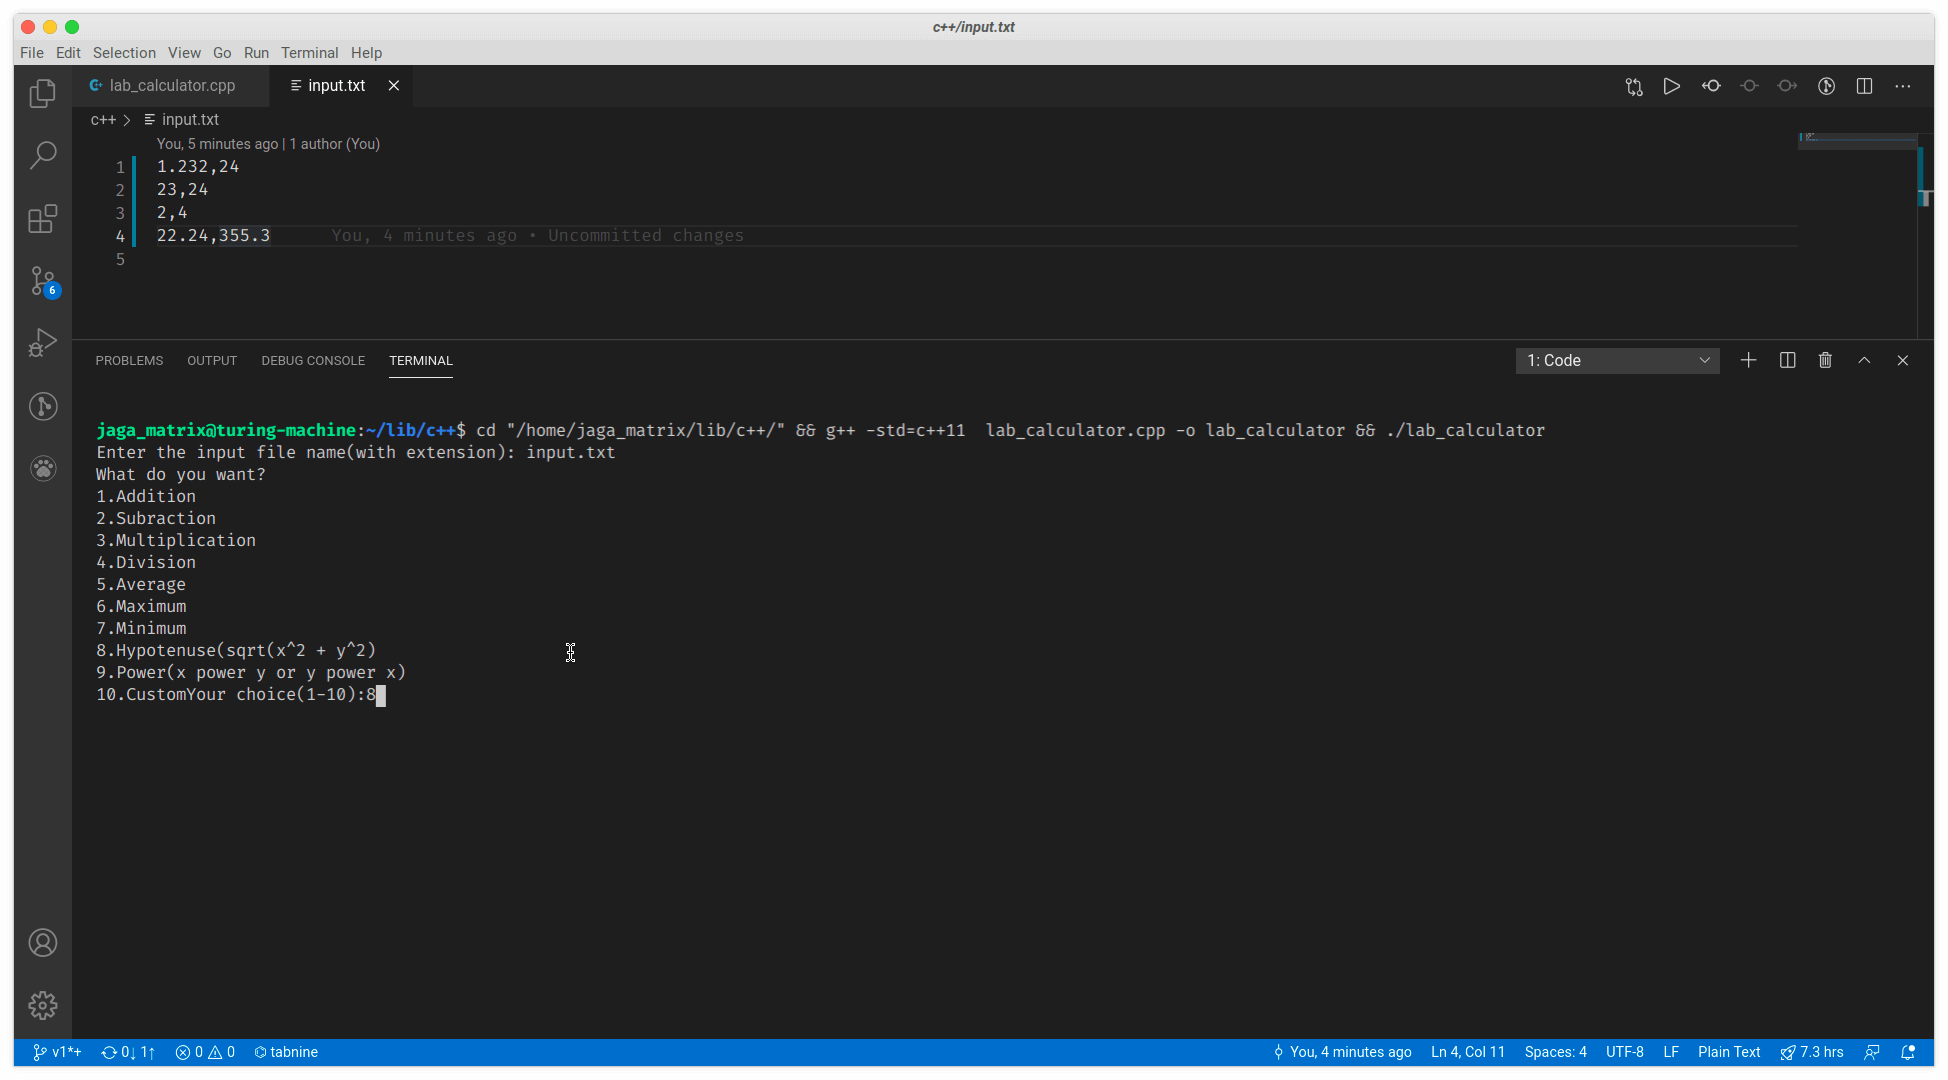 c++/input.txt
File Edit Selection View Go Run Terminal Help
lab_calculator.cpp input.txt
c++ > input.txt
You, 5 minutes ago | 1 author (You)
1 1.232,24
2 23,24
3 2,4
4 22.24,355.3 You, 4 minutes ago • Uncommitted changes
5
6
PROBLEMS OUTPUT DEBUG CONSOLE TERMINAL 1: Code
jaga_matrix@turing-machine:~/lib/c++$ cd "/home/jaga_matrix/lib/c++/" && g++ -std=c++11  lab_calculator.cpp -o lab_calculator && ./lab_calculator
Enter the input file name(with extension): input.txt
What do you want?
1.Addition
2.Subraction
3.Multiplication
4.Division
5.Average
6.Maximum
7.Minimum
8.Hypotenuse(sqrt(x^2 + y^2)
9.Power(x power y or y power x)
10.CustomYour choice(1-10):8
v1*+ 0↓ 1↑ 0 0 tabnine You, 4 minutes ago Ln 4, Col 11 Spaces: 4 UTF-8 LF Plain Text 7.3 hrs